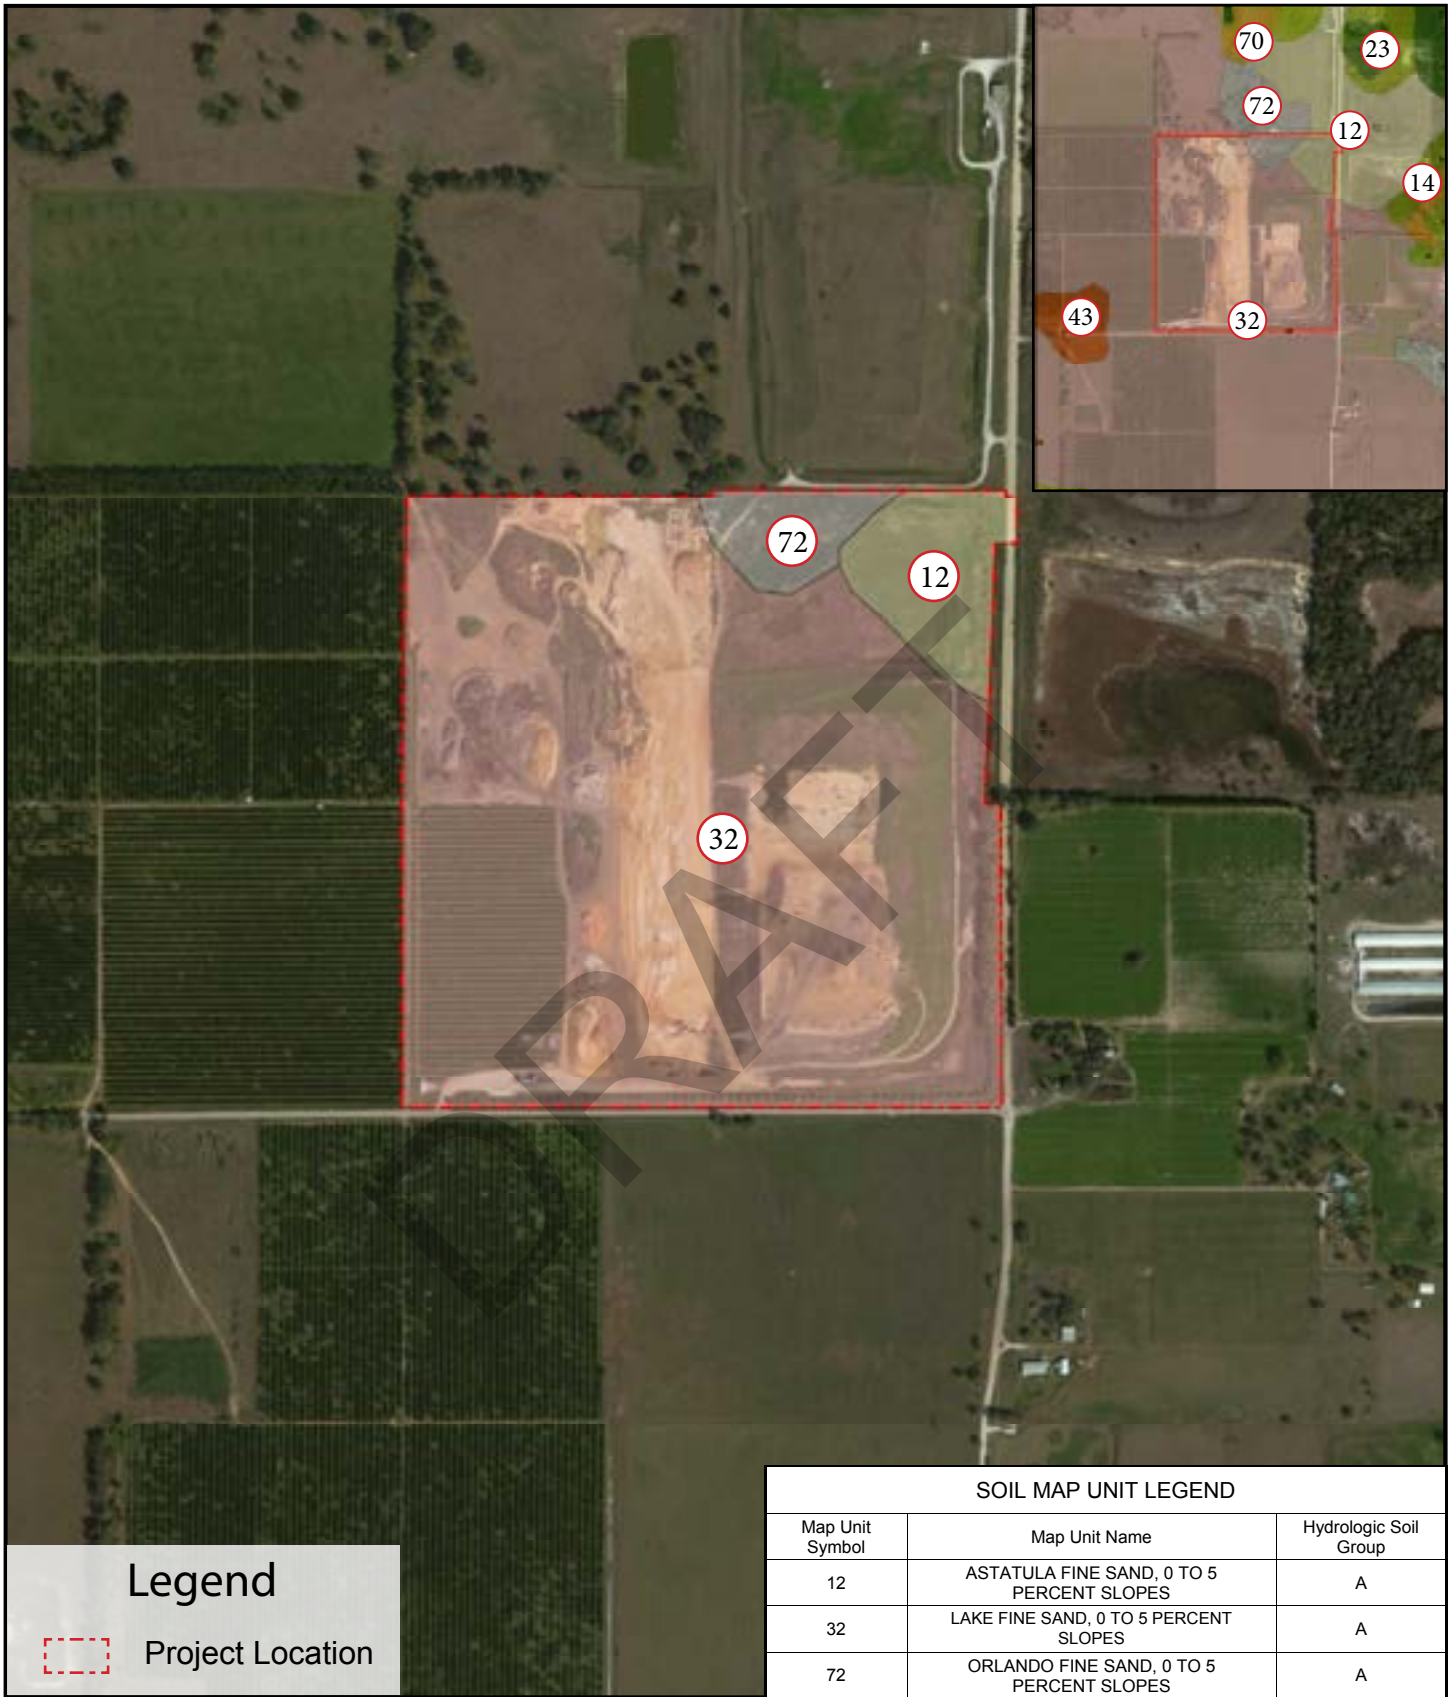 70
23
72
12
14
43
32
72
12
32
DRAFT
SOIL MAP UNIT LEGEND
Map Unit
Symbol
Map Unit Name
Hydrologic Soil
Group
12
ASTATULA FINE SAND, 0 TO 5
PERCENT SLOPES
A
32
LAKE FINE SAND, 0 TO 5 PERCENT
SLOPES
A
72
ORLANDO FINE SAND, 0 TO 5
PERCENT SLOPES
A
Legend
Project Location